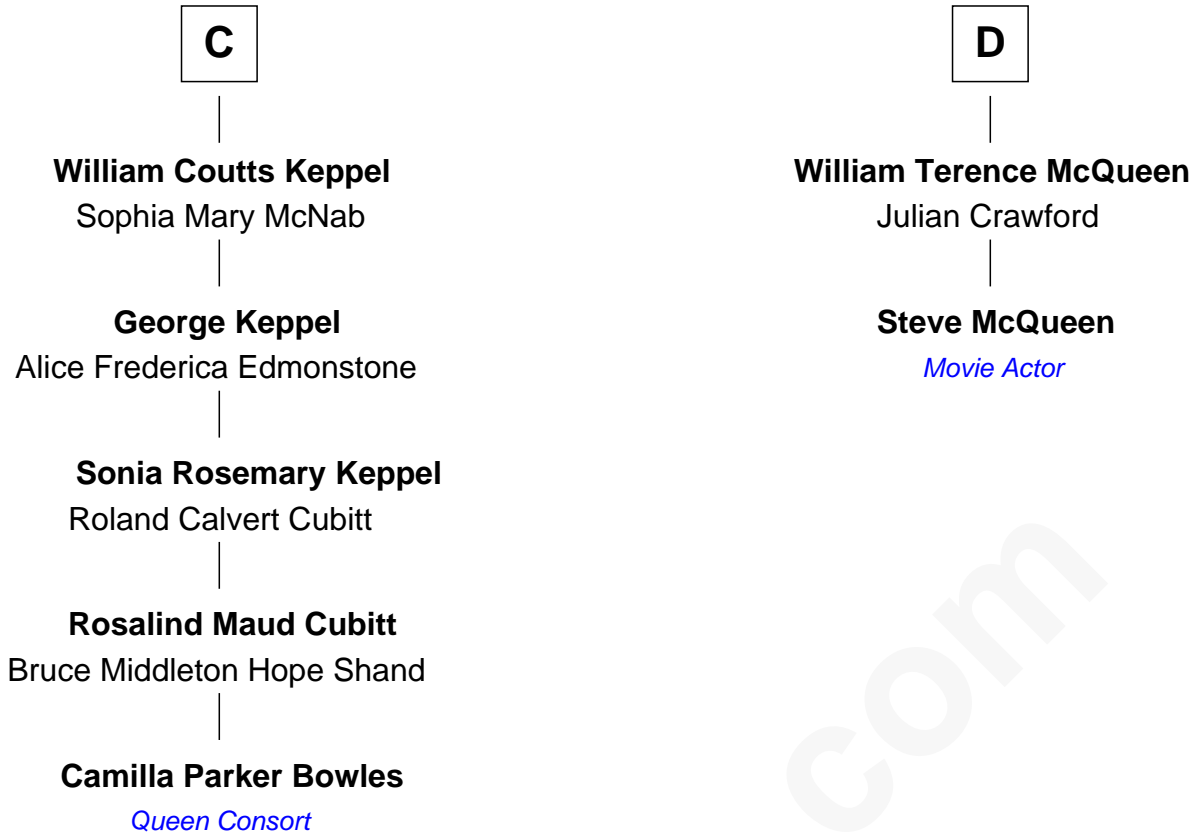 C
William Coutts Keppel
Sophia Mary McNab
George Keppel
Alice Frederica Edmonstone
Sonia Rosemary Keppel
Roland Calvert Cubitt
Rosalind Maud Cubitt
Bruce Middleton Hope Shand
Camilla Parker Bowles
Queen Consort
D
William Terence McQueen
Julian Crawford
Steve McQueen
Movie Actor
com